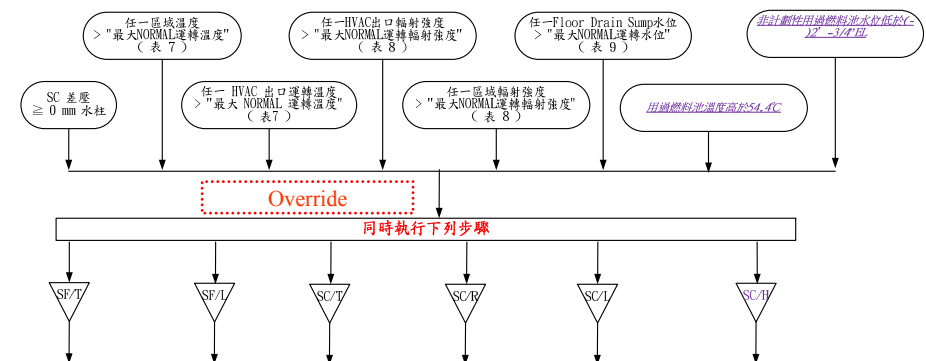 任一區域溫度
> "最大NORMAL運轉溫度"
( 表 7 )
任一HVAC出口輻射強度
> "最大NORMAL運轉輻射強度"
( 表 8 )
任一Floor Drain Sump水位
> "最大NORMAL運轉水位"
( 表 9 )
非計劃性用過燃料池水位低於(-
)2’-3/4"EL
SC 差壓
≧ 0 mm 水柱
任一 HVAC 出口運轉溫度
> "最大 NORMAL 運轉溫度"
( 表7 )
任一區域輻射強度
> "最大NORMAL運轉輻射強度"
( 表 8 )
用過燃料池溫度高於54.4℃
Override
同時執行下列步驟
SF/T
SF/L
SC/T
SC/R
SC/L
SC/H